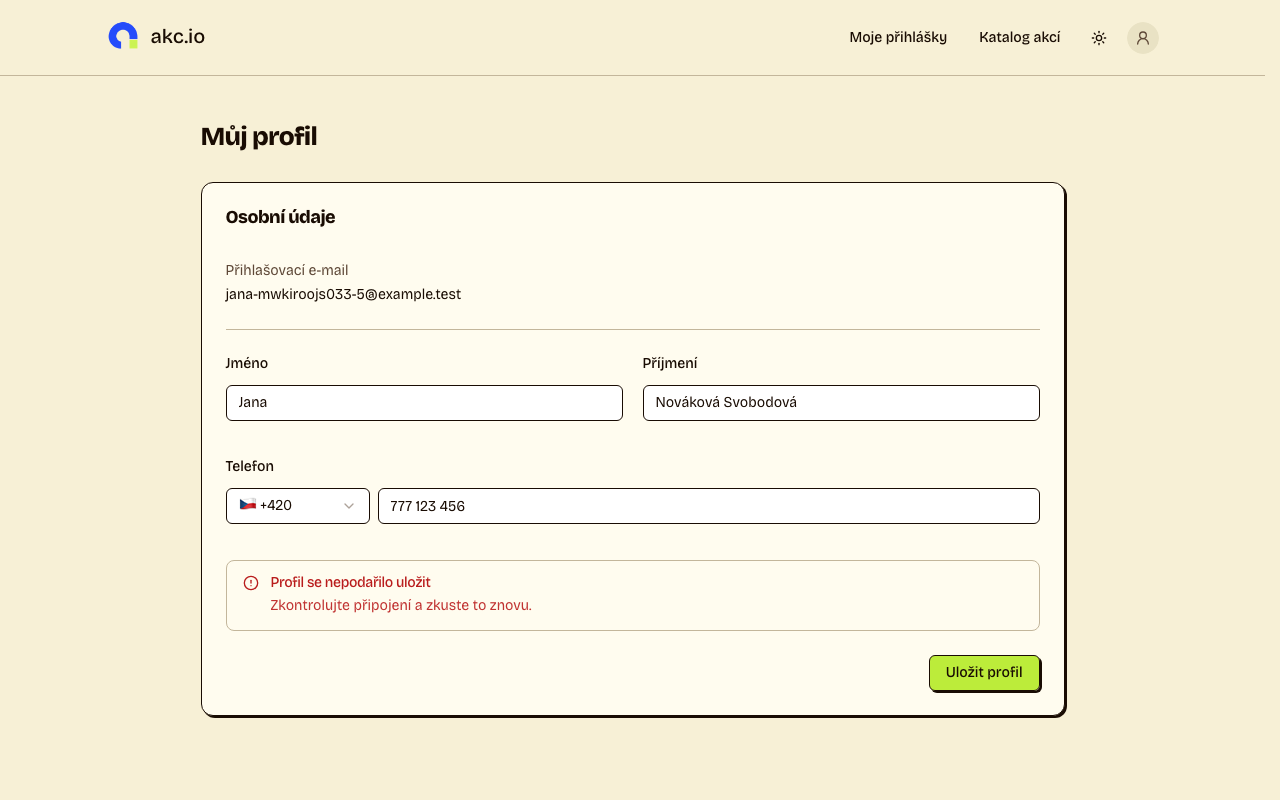 akc.io
Moje přihlášky
Katalog akcí
Můj profil
Osobní údaje
Přihlašovací e-mail
jana-mwkiroojs033-5@example.test
Jméno
Příjmení
Jana
Nováková Svobodová
Telefon
+420
777 123 456
Profil se nepodařilo uložit
Zkontrolujte připojení a zkuste to znovu.
Uložit profil